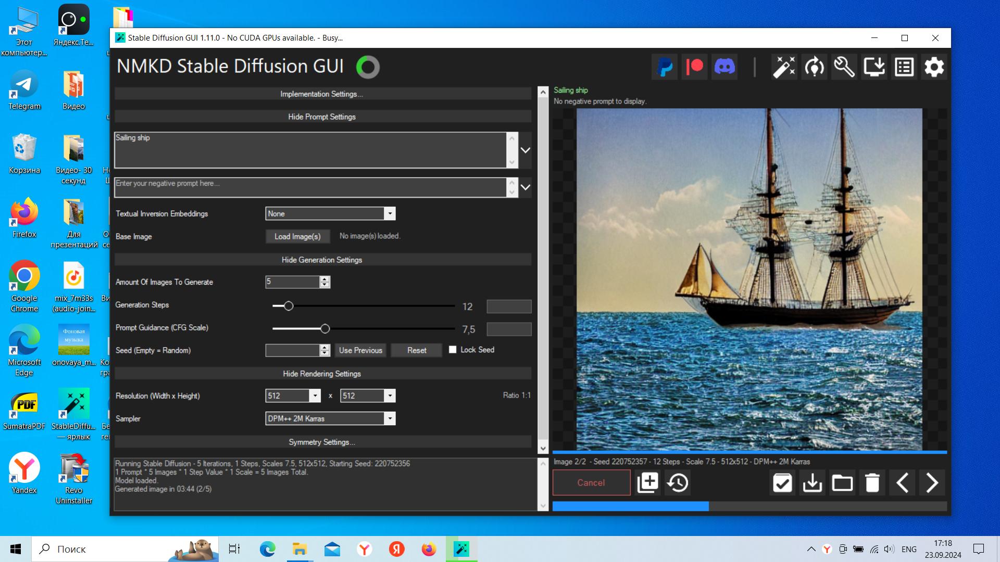 Этот
компьютер...
Яндекс.Те...
Telegram
Видео
Корзина
Видео- 30
секунд
Firefox
Для
презентаций
Google
Chrome
mix_7m33s
(audio-join...
Фоновая
музыка
Microsoft
Edge
onovaya_m...
SumatraPDF
PDF
StableDiffu...
— ярлык
Yandex
Revo
Uninstaller
Stable Diffusion GUI 1.11.0 - No CUDA GPUs available. - Busy...
NMKD Stable Diffusion GUI
Implementation Settings...
Hide Prompt Settings
Sailing ship
Enter your negative prompt here...
Textual Inversion Embeddings
None
Base Image
Load Image(s)
No image(s) loaded.
Hide Generation Settings
Amount Of Images To Generate
5
Generation Steps
12
Prompt Guidance (CFG Scale)
7,5
Seed (Empty = Random)
Use Previous
Reset
Lock Seed
Hide Rendering Settings
Resolution (Width x Height)
512
x
512
Ratio 1:1
Sampler
DPM++ 2M Karras
Symmetry Settings...
Running Stable Diffusion - 5 Iterations, 1 Steps, Scales 7.5, 512x512, Starting Seed: 220752356
1 Prompt * 5 Images * 1 Step Value * 1 Scale = 5 Images Total.
Model loaded.
Generated image in 03:44 (2/5)
Sailing ship
No negative prompt to display.
Image 2/2 - Seed 220752357 - 12 Steps - Scale 7.5 - 512x512 - DPM++ 2M Karras
Cancel
Поиск
ENG
17:18
23.09.2024